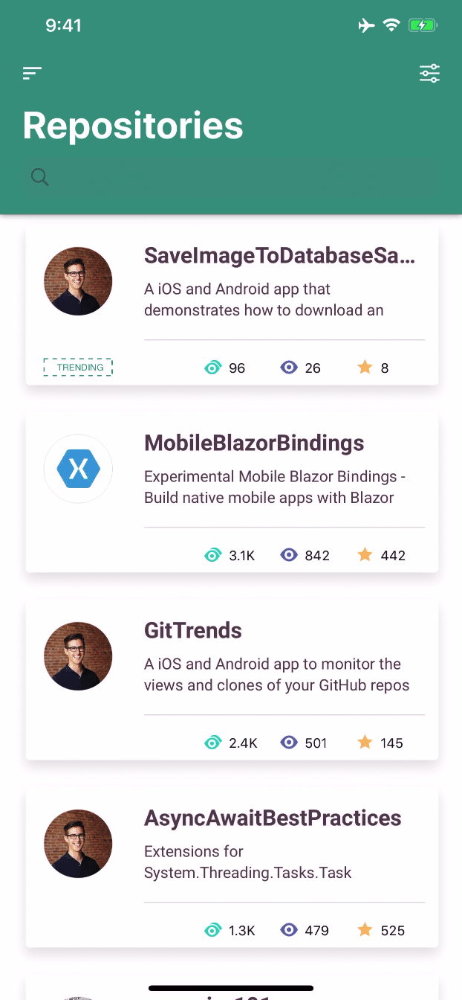 9:41
Repositories
SaveImageToDatabaseSa...
A iOS and Android app that
demonstrates how to download an
TRENDING
96
26
8
MobileBlazorBindings
Experimental Mobile Blazor Bindings -
Build native mobile apps with Blazor
3.1K
842
442
GitTrends
A iOS and Android app to monitor the
views and clones of your GitHub repos
2.4K
501
145
AsyncAwaitBestPractices
Extensions for
System.Threading.Tasks.Task
1.3K
479
525